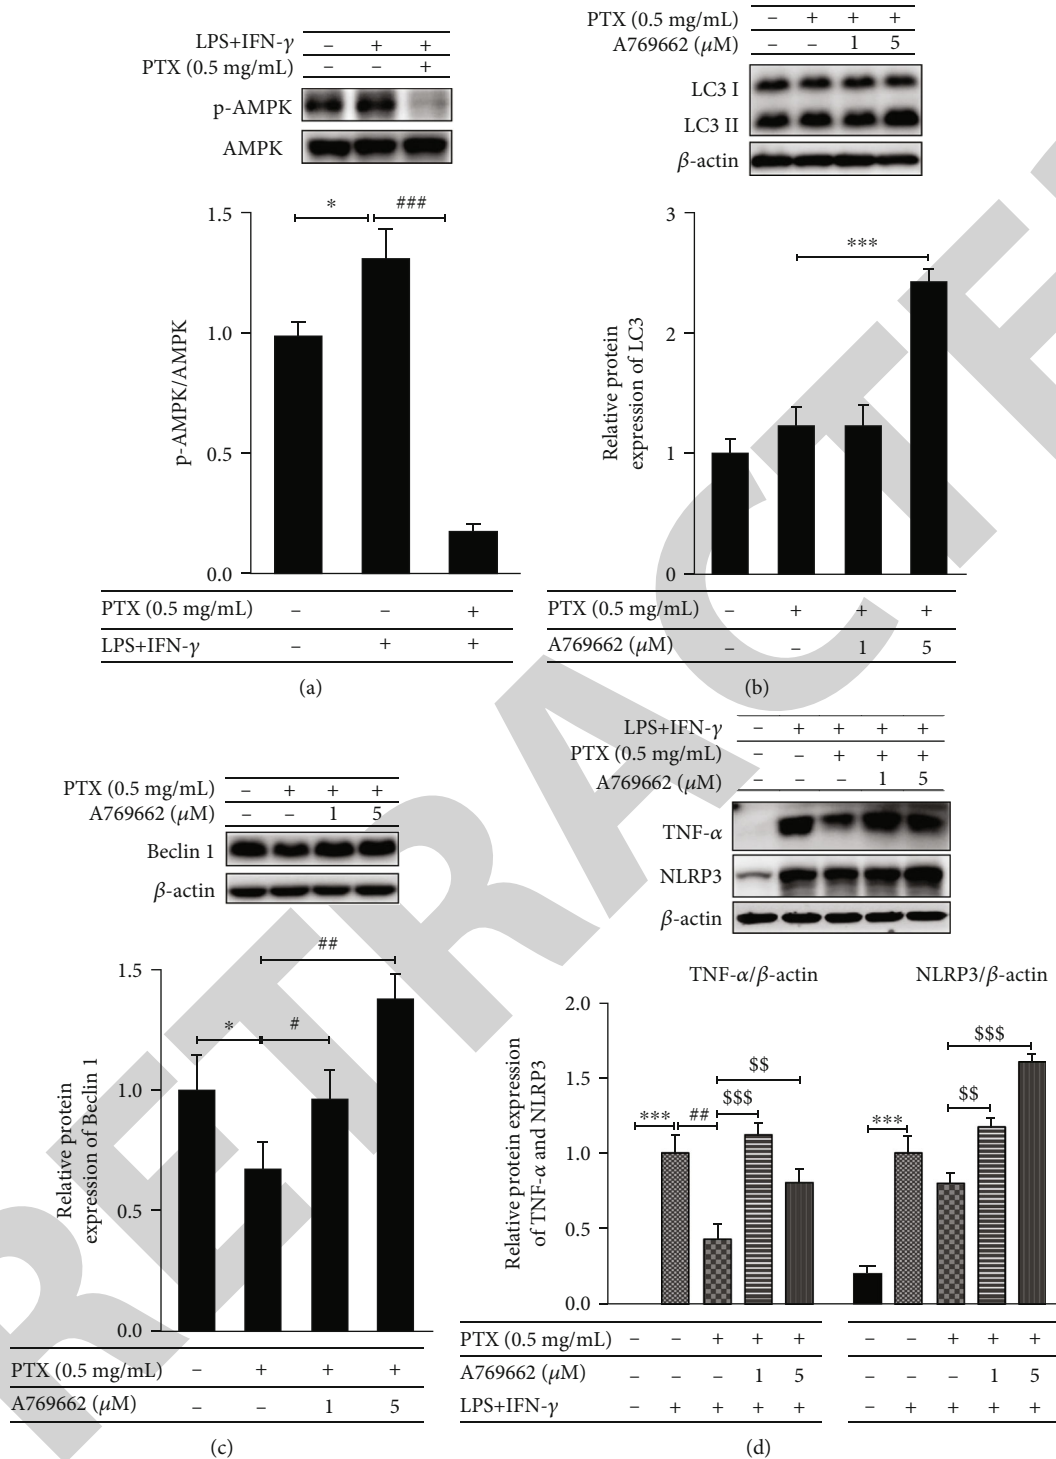 LPS+IFN-γ – + +
PTX (0.5 mg/mL) – – +
p-AMPK
AMPK
* ###
1.5
1.0
0.5
0.0
p-AMPK/AMPK
PTX (0.5 mg/mL) – – +
LPS+IFN-γ – + +
(a)
PTX (0.5 mg/mL) – + + +
A769662 (μM) – – 1 5
LC3 I
LC3 II
β-actin
***
3
2
1
0
Relative protein
expression of LC3
PTX (0.5 mg/mL) – + + +
A769662 (μM) – – 1 5
(b)
PTX (0.5 mg/mL) – + + +
A769662 (μM) – – 1 5
Beclin 1
β-actin
##
* #
1.5
1.0
0.5
0.0
Relative protein
expression of Beclin 1
PTX (0.5 mg/mL) – + + +
A769662 (μM) – – 1 5
(c)
LPS+IFN-γ – + + + +
PTX (0.5 mg/mL) – – + + +
A769662 (μM) – – – 1 5
TNF-α
NLRP3
β-actin
TNF-α/β-actin NLRP3/β-actin
2.0
1.5
1.0
0.5
0.0
Relative protein expression
of TNF-α and NLRP3
$$
*** ## $$$
$$$
*** $$
PTX (0.5 mg/mL) – – + + + – – + + +
A769662 (μM) – – – 1 5 – – – 1 5
LPS+IFN-γ – + + + + – + + + +
(d)
RETRACTE